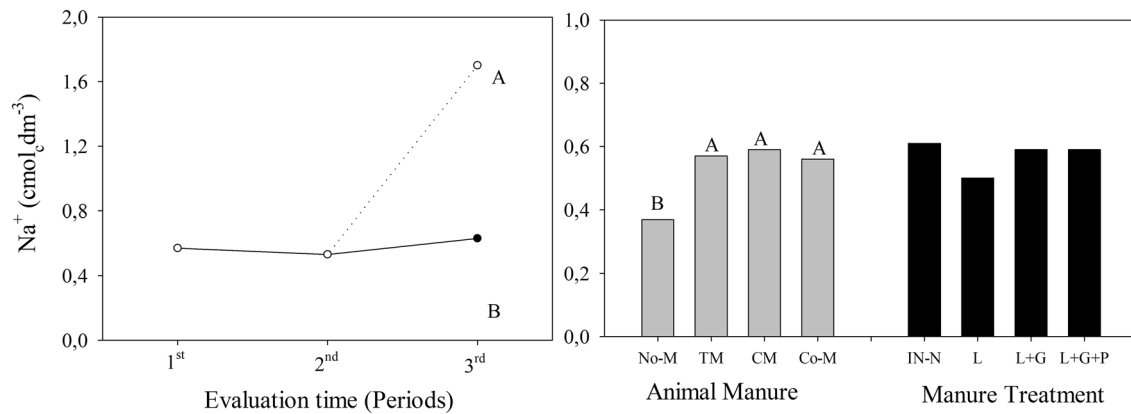 Na⁺ (cmol_c dm⁻³)
2,0
1,6
1,2
0,8
0,4
0,0
A
B
1st 2nd 3rd
Evaluation time (Periods)
1,0
0,8
0,6
0,4
0,2
0,0
B A A A
No-M TM CM Co-M IN-N L L+G L+G+P
Animal Manure Manure Treatment